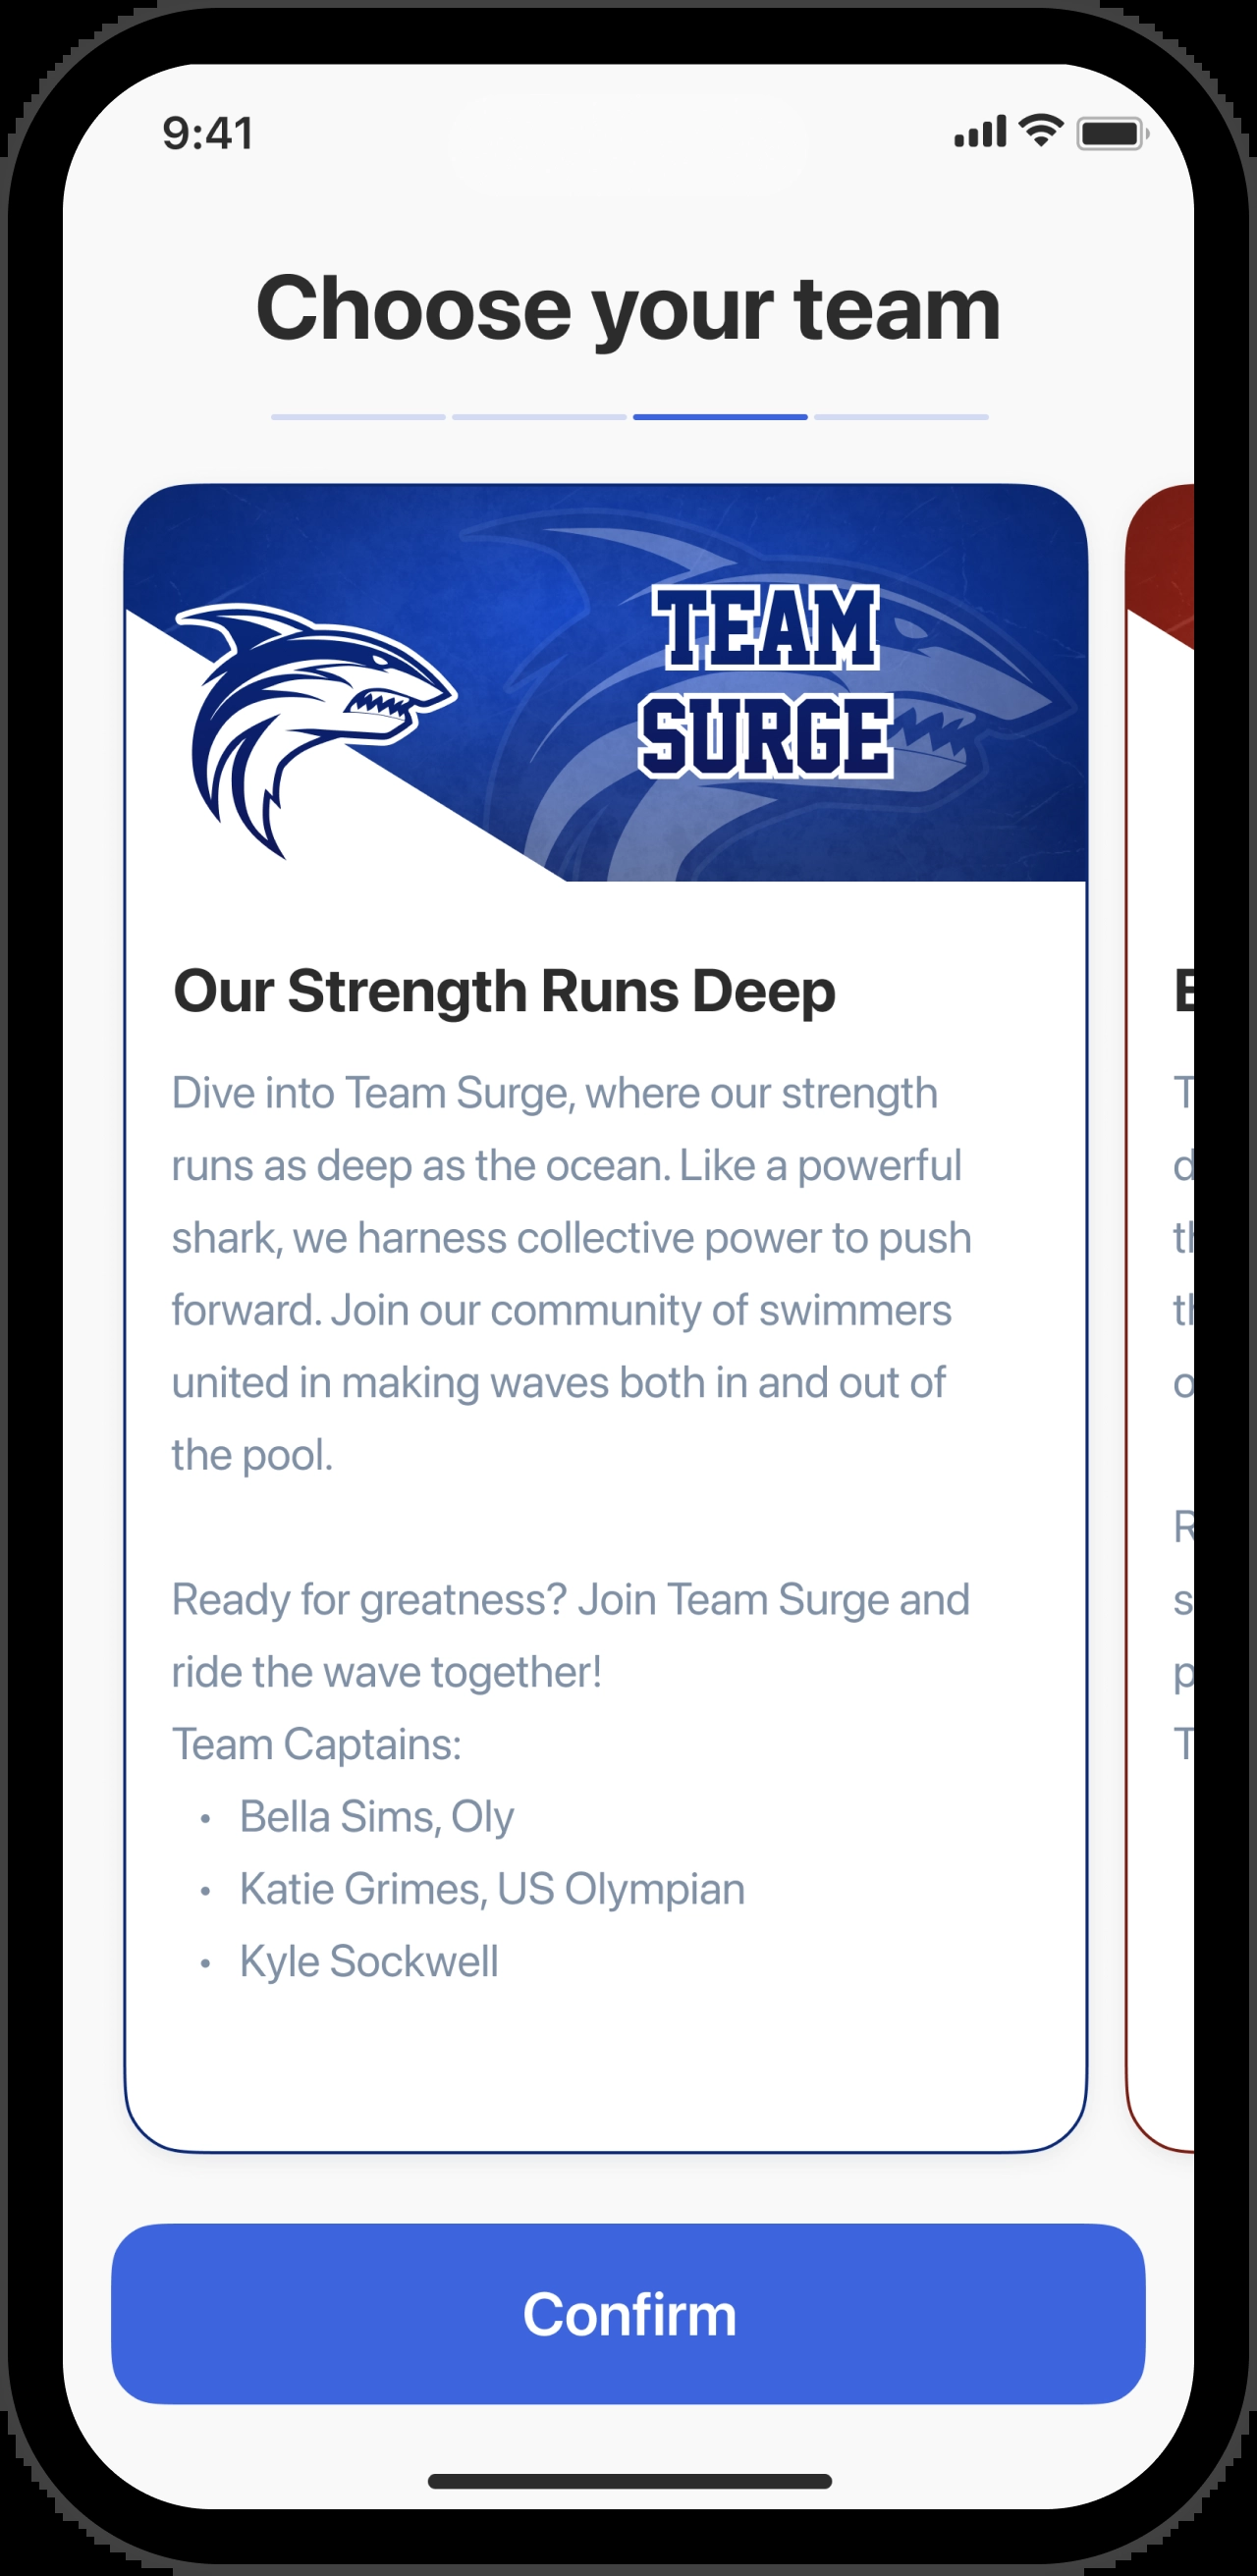 9:41
Choose your team
TEAM
SURGE
Our Strength Runs Deep
Dive into Team Surge, where our strength
runs as deep as the ocean. Like a powerful
shark, we harness collective power to push
forward. Join our community of swimmers
united in making waves both in and out of
the pool.
Ready for greatness? Join Team Surge and
ride the wave together!
Team Captains:
• Bella Sims, Oly
• Katie Grimes, US Olympian
• Kyle Sockwell
Confirm